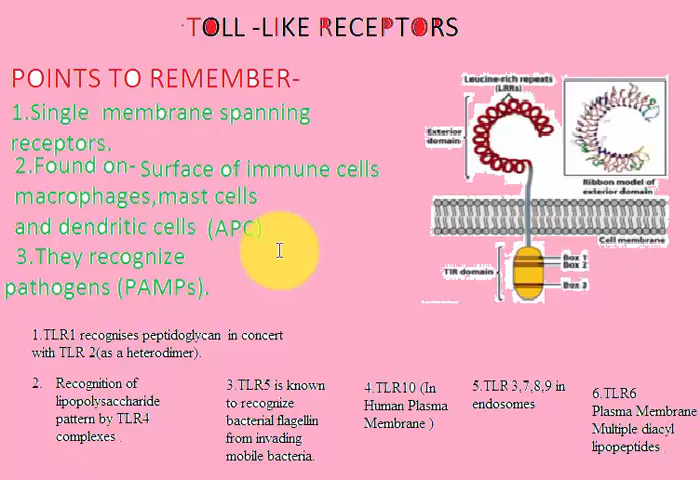 TOLL -LIKE RECEPTORS
POINTS TO REMEMBER-
1.Single membrane spanning
receptors.
2.Found on- Surface of immune cells
macrophages,mast cells
and dendritic cells (APC)
3.They recognize
pathogens (PAMPs).
Leucine-rich repeats
(LRRs)
Exterior
domain
Ribbon model of
exterior domain
Cell membrane
TIR domain
Box 1
Box 2
Box 3
1.TLR1 recognises peptidoglycan in concert
with TLR 2(as a heterodimer).
2. Recognition of
lipopolysaccharide
pattern by TLR4
complexes
3.TLR5 is known
to recognize
bacterial flagellin
from invading
mobile bacteria.
4.TLR10 (In
Human Plasma
Membrane )
5.TLR 3,7,8,9 in
endosomes
6.TLR6
Plasma Membrane
Multiple diacyl
lipopeptides